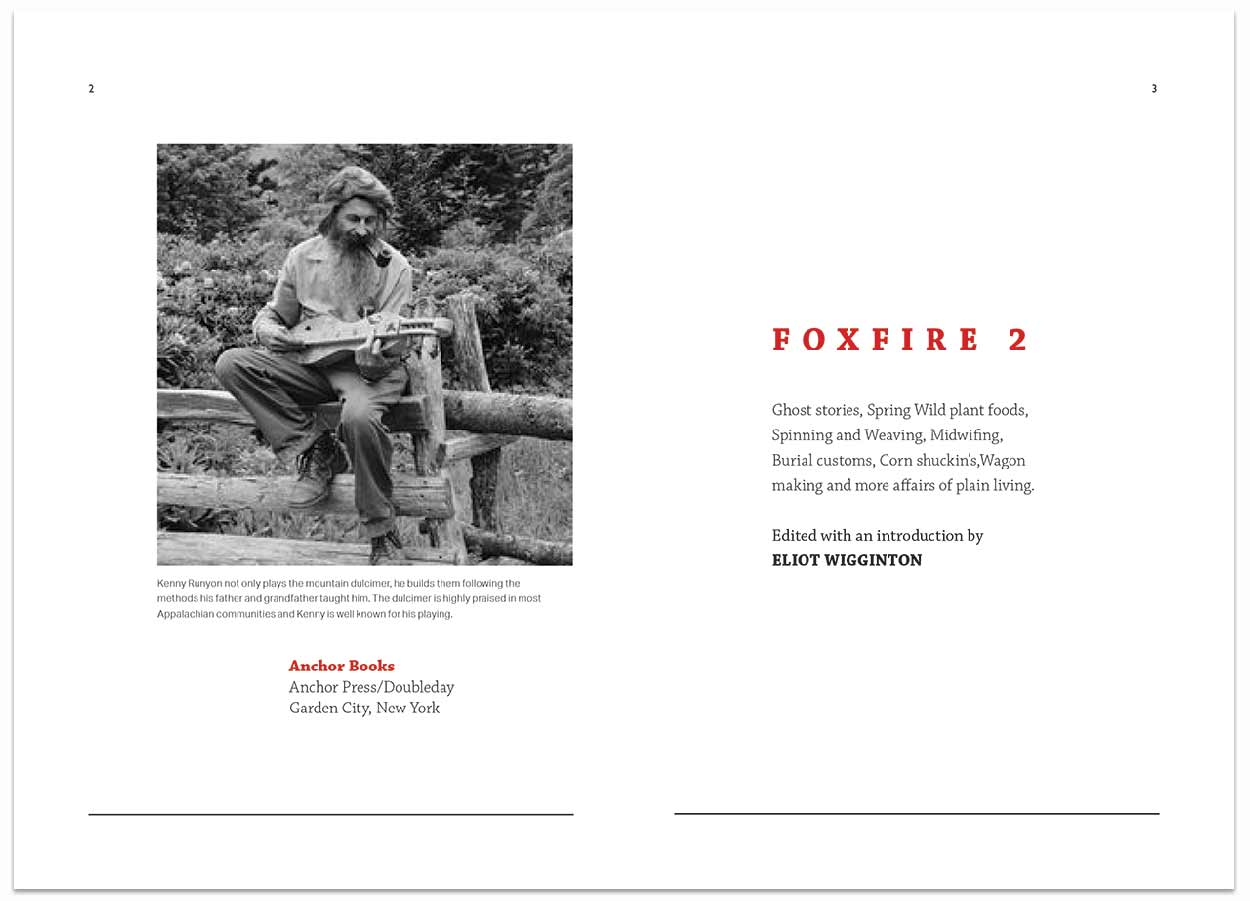 2
Kenny Runyon not only plays the mountain dulcimer, he builds them following the
methods his father and grandfather taught him. The dulcimer is highly praised in most
Appalachian communities and Kenny is well known for his playing.
Anchor Books
Anchor Press/Doubleday
Garden City, New York
3
FOXFIRE 2
Ghost stories, Spring Wild plant foods,
Spinning and Weaving, Midwifing,
Burial customs, Corn shuckin's,Wagon
making and more affairs of plain living.
Edited with an introduction by
ELIOT WIGGINTON